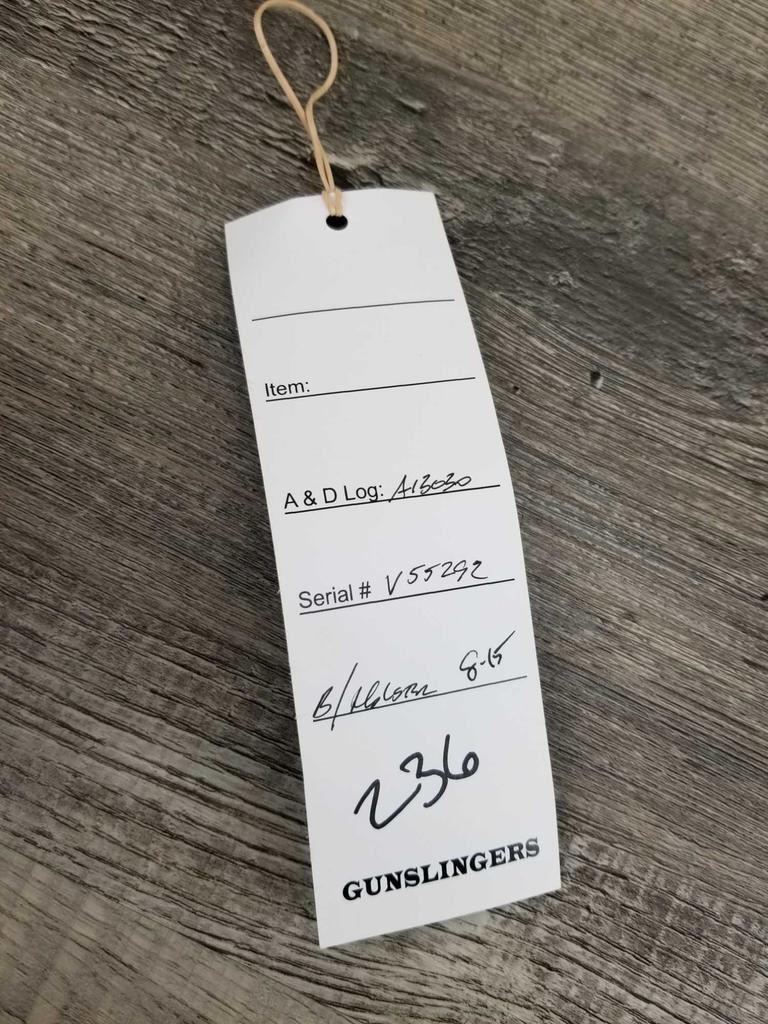 Item:
A & D Log: A13030
Serial # V55292
8-15
236
GUNSLINGERS